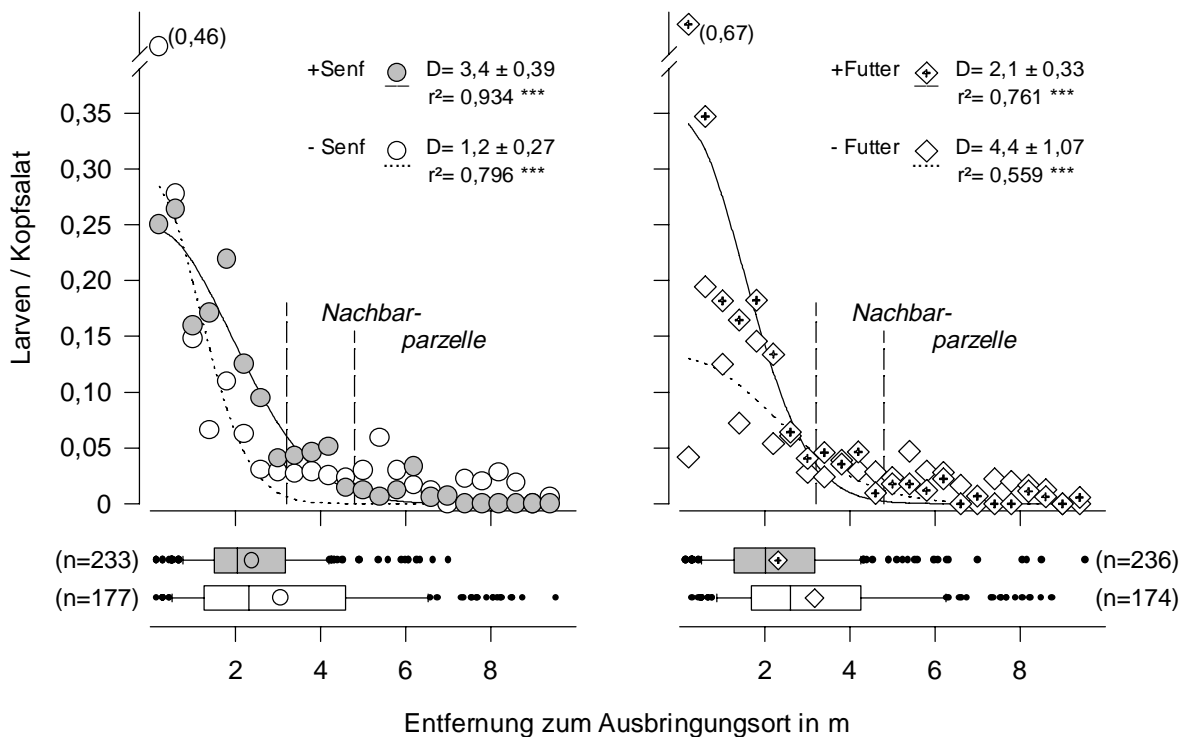 (0,46)
+Senf D= 3,4 ± 0,39
r²= 0,934 ***
- Senf D= 1,2 ± 0,27
r²= 0,796 ***
Nachbar-
parzelle
(0,67)
+Futter D= 2,1 ± 0,33
r²= 0,761 ***
- Futter D= 4,4 ± 1,07
r²= 0,559 ***
Nachbar-
parzelle
Larven / Kopfsalat
0,35
0,30
0,25
0,20
0,15
0,10
0,05
0
(n=233)
(n=177)
(n=236)
(n=174)
2 4 6 8
2 4 6 8
Entfernung zum Ausbringungsort in m